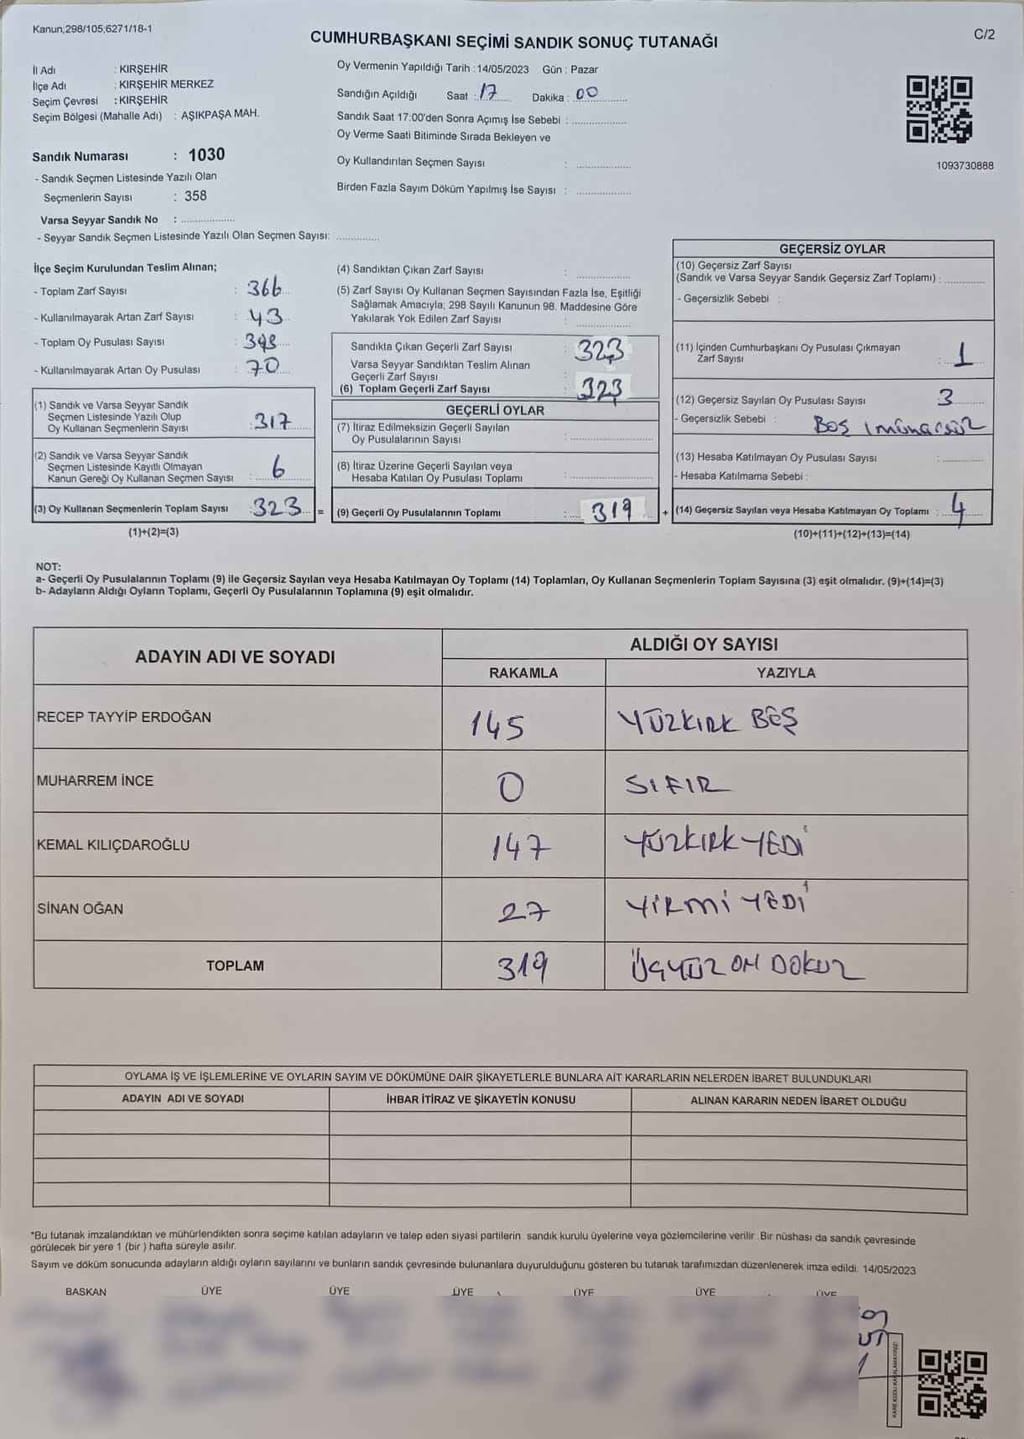 Kanun;298/105;6271/18-1
C/2
CUMHURBAŞKANI SEÇİMİ SANDIK SONUÇ TUTANAĞI
İl Adı : KIRŞEHİR
İlçe Adı : KIRŞEHİR MERKEZ
Seçim Çevresi : KIRŞEHİR
Seçim Bölgesi (Mahalle Adı) : AŞIKPAŞA MAH.
Sandık Numarası : 1030
- Sandık Seçmen Listesinde Yazılı Olan
Seçmenlerin Sayısı : 358
Varsa Seyyar Sandık No : ................
- Seyyar Sandık Seçmen Listesinde Yazılı Olan Seçmen Sayısı: .............
Oy Vermenin Yapıldığı Tarih : 14/05/2023 Gün : Pazar
Sandığın Açıldığı Saat : 17 Dakika : 00
Sandık Saat 17:00'den Sonra Açımış İse Sebebi : ................
Oy Verme Saati Bitiminde Sırada Bekleyen ve
Oy Kullandırılan Seçmen Sayısı : ................
Birden Fazla Sayım Döküm Yapılmış İse Sayısı : ................
1093730888
İlçe Seçim Kurulundan Teslim Alınan;
- Toplam Zarf Sayısı : 366
- Kullanılmayarak Artan Zarf Sayısı : 43
- Toplam Oy Pusulası Sayısı : 393
- Kullanılmayarak Artan Oy Pusulası : 70
(1) Sandık ve Varsa Seyyar Sandık
Seçmen Listesinde Yazılı Olup
Oy Kullanan Seçmenlerin Sayısı : 317
(2) Sandık ve Varsa Seyyar Sandık
Seçmen Listesinde Kayıtlı Olmayan
Kanun Gereği Oy Kullanan Seçmen Sayısı : 6
(3) Oy Kullanan Seçmenlerin Toplam Sayısı : 323 =
(1)+(2)=(3)
(4) Sandıktan Çıkan Zarf Sayısı : ................
(5) Zarf Sayısı Oy Kullanan Seçmen Sayısından Fazla İse, Eşitliği
Sağlamak Amacıyla; 298 Sayılı Kanunun 98. Maddesine Göre
Yakılarak Yok Edilen Zarf Sayısı : ................
Sandıkta Çıkan Geçerli Zarf Sayısı : 323
Varsa Seyyar Sandıktan Teslim Alınan
Geçerli Zarf Sayısı
(6) Toplam Geçerli Zarf Sayısı : 323
GEÇERLİ OYLAR
(7) İtiraz Edilmeksizin Geçerli Sayılan
Oy Pusulalarının Sayısı : ................
(8) İtiraz Üzerine Geçerli Sayılan veya
Hesaba Katılan Oy Pusulası Toplamı : ................
(9) Geçerli Oy Pusulalarının Toplamı : 319 +
GEÇERSİZ OYLAR
(10) Geçersiz Zarf Sayısı
(Sandık ve Varsa Seyyar Sandık Geçersiz Zarf Toplamı) : .............
- Geçersizlik Sebebi :
(11) İçinden Cumhurbaşkanı Oy Pusulası Çıkmayan
Zarf Sayısı : 1
(12) Geçersiz Sayılan Oy Pusulası Sayısı : 3
- Geçersizlik Sebebi : BOŞ
(13) Hesaba Katılmayan Oy Pusulası Sayısı : .............
- Hesaba Katılmama Sebebi :
(14) Geçersiz Sayılan veya Hesaba Katılmayan Oy Toplamı : 4
(10)+(11)+(12)+(13)=(14)
NOT:
a- Geçerli Oy Pusulalarının Toplamı (9) ile Geçersiz Sayılan veya Hesaba Katılmayan Oy Toplamı (14) Toplamları, Oy Kullanan Seçmenlerin Toplam Sayısına (3) eşit olmalıdır. (9)+(14)=(3)
b- Adayların Aldığı Oyların Toplamı, Geçerli Oy Pusulalarının Toplamına (9) eşit olmalıdır.
ADAYIN ADI VE SOYADI
ALDIĞI OY SAYISI
RAKAMLA YAZIYLA
RECEP TAYYİP ERDOĞAN 145 YÜZKIRK BEŞ
MUHARREM İNCE 0 SIFIR
KEMAL KILIÇDAROĞLU 147 YÜZKIRK YEDİ
SİNAN OĞAN 27 YİRMİ YEDİ
TOPLAM 319 ÜÇYÜZ ON DOKUZ
OYLAMA İŞ VE İŞLEMLERİNE VE OYLARIN SAYIM VE DÖKÜMÜNE DAİR ŞİKAYETLERLE BUNLARA AİT KARARLARIN NELERDEN İBARET BULUNDUKLARI
ADAYIN ADI VE SOYADI İHBAR İTİRAZ VE ŞİKAYETİN KONUSU ALINAN KARARIN NEDEN İBARET OLDUĞU
*Bu tutanak imzalandıktan ve mühürlendikten sonra seçime katılan adayların ve talep eden siyasi partilerin sandık kurulu üyelerine veya gözlemcilerine verilir. Bir nüshası da sandık çevresinde
görülecek bir yere 1 (bir ) hafta süreyle asılır.
Sayım ve döküm sonucunda adayların aldığı oyların sayılarını ve bunların sandık çevresinde bulunanlara duyurulduğunu gösteren bu tutanak tarafımızdan düzenlenerek imza edildi. 14/05/2023
BAŞKAN ÜYE ÜYE ÜYE ÜYE ÜYE ÜYE